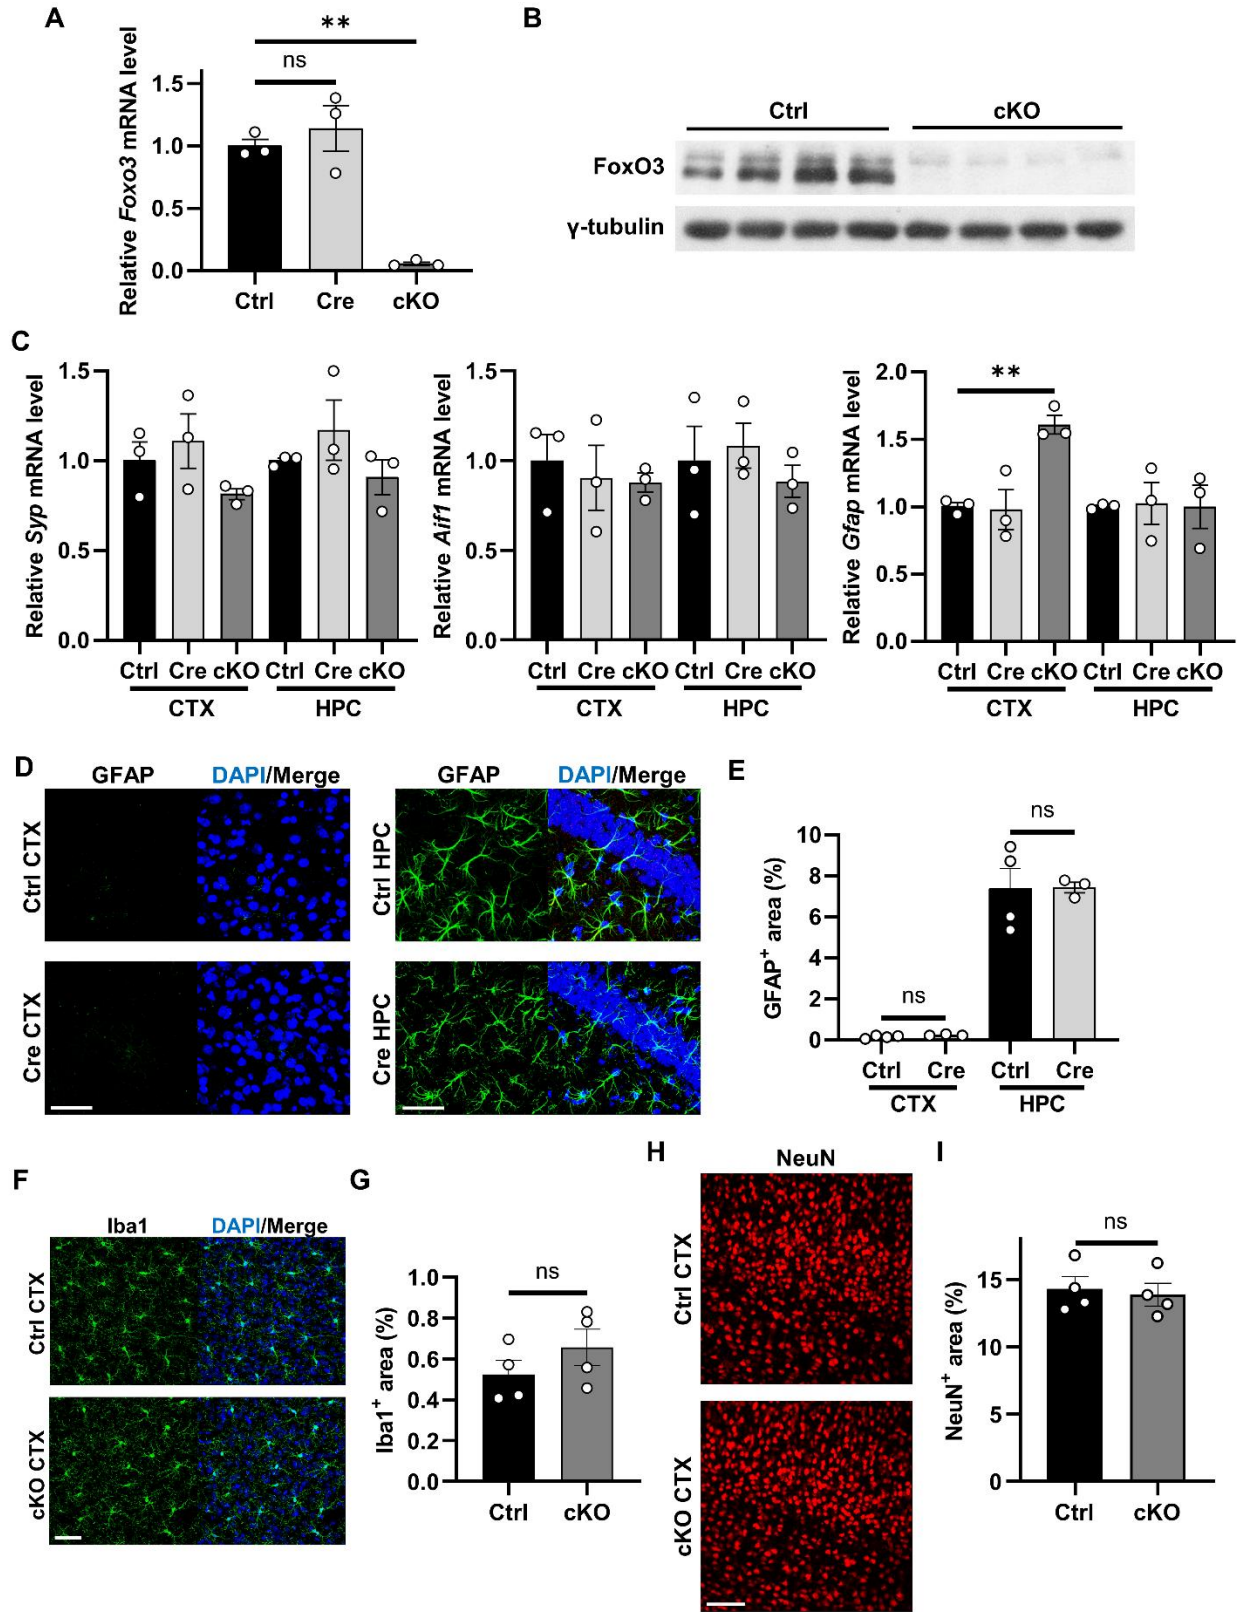 A
Relative Foxo3 mRNA level
**
ns
1.5
1.0
0.5
0.0
Ctrl Cre cKO
B
Ctrl cKO
FoxO3
γ-tubulin
C
Relative Syp mRNA level
1.5
1.0
0.5
0.0
Ctrl Cre cKO Ctrl Cre cKO
CTX HPC
Relative Aif1 mRNA level
1.5
1.0
0.5
0.0
Ctrl Cre cKO Ctrl Cre cKO
CTX HPC
Relative Gfap mRNA level
**
2.0
1.5
1.0
0.5
0.0
Ctrl Cre cKO Ctrl Cre cKO
CTX HPC
D
GFAP DAPI/Merge GFAP DAPI/Merge
Ctrl CTX
Ctrl HPC
Cre CTX
Cre HPC
E
GFAP+ area (%)
ns
ns
10
8
6
4
2
0
Ctrl Cre Ctrl Cre
CTX HPC
F
Iba1 DAPI/Merge
Ctrl CTX
cKO CTX
G
Iba1+ area (%)
ns
1.0
0.8
0.6
0.4
0.2
0.0
Ctrl cKO
H
NeuN
Ctrl CTX
cKO CTX
I
NeuN+ area (%)
ns
15
10
5
0
Ctrl cKO